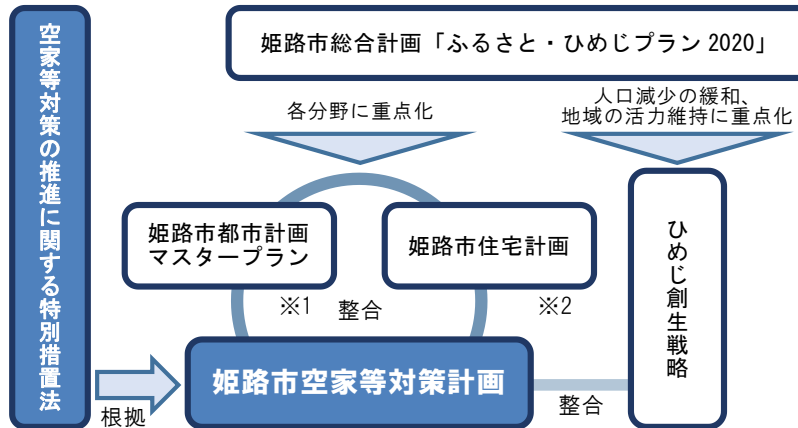 空家等対策の推進に関する特別措置法
姫路市総合計画「ふるさと・ひめじプラン 2020」
各分野に重点化
人口減少の緩和、
地域の活力維持に重点化
姫路市都市計画
マスタープラン
姫路市住宅計画
ひめじ創生戦略
※1
整合
※2
姫路市空家等対策計画
根拠
整合